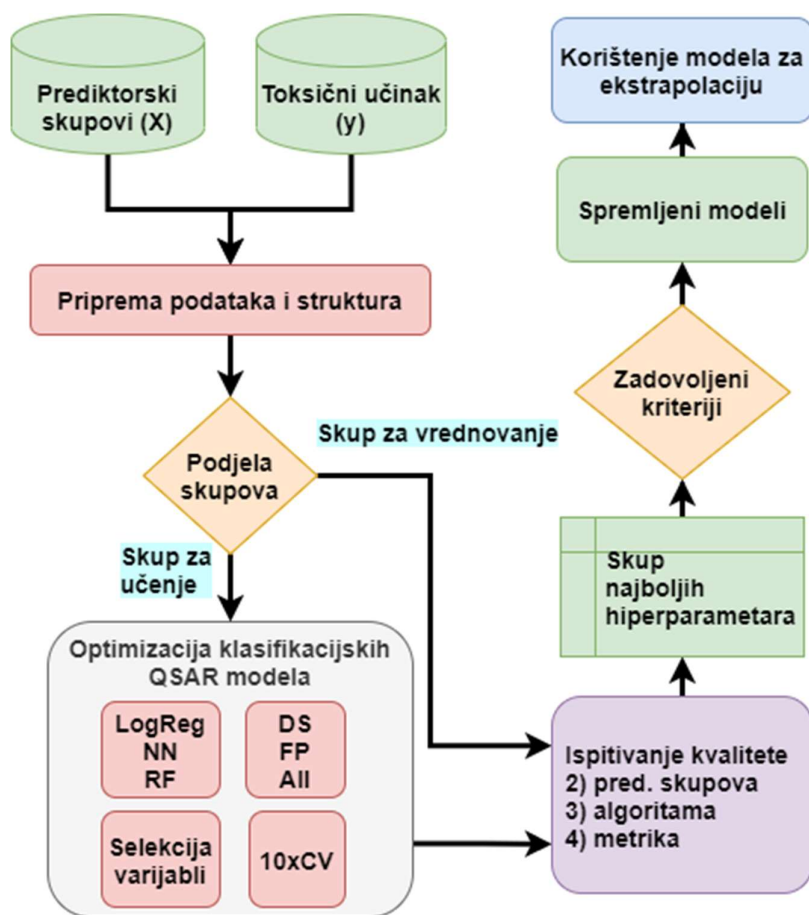 Prediktorski
skupovi (X)
Toksični učinak
(y)
Priprema podataka i struktura
Podjela
skupova
Skup za vrednovanje
Skup za
učenje
Optimizacija klasifikacijskih
QSAR modela
LogReg
NN
RF
DS
FP
All
Selekcija
varijabli
10xCV
Ispitivanje kvalitete
2) pred. skupova
3) algoritama
4) metrika
Skup
najboljih
hiperparametara
Zadovoljeni
kriteriji
Spremljeni modeli
Korištenje modela za
ekstrapolaciju